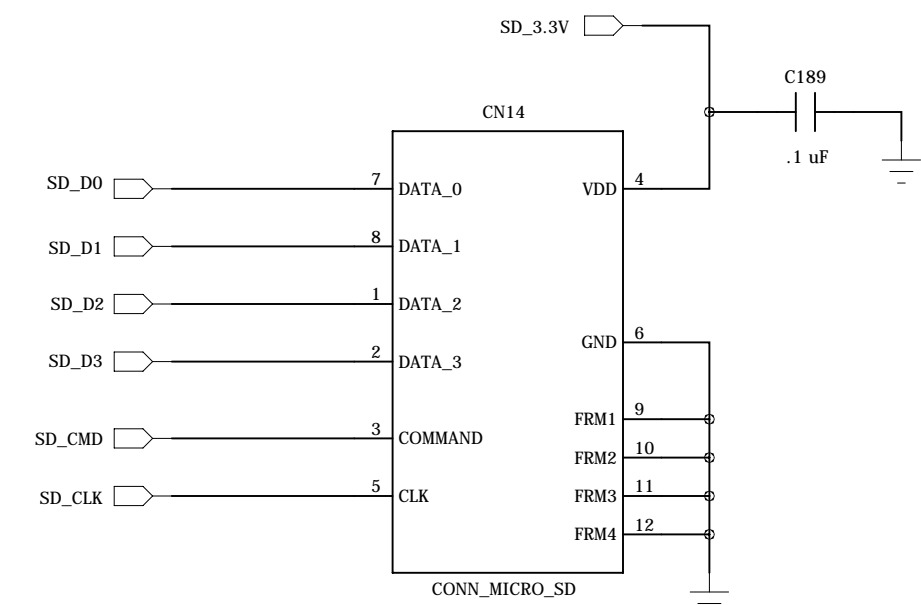 SD_3.3V
C189
CN14
.1 uF
SD_D0 7 DATA_0 VDD 4
SD_D1 8 DATA_1
SD_D2 1 DATA_2
GND 6
SD_D3 2 DATA_3
FRM1 9
SD_CMD 3 COMMAND
FRM2 10
SD_CLK 5 CLK FRM3 11
FRM4 12
CONN_MICRO_SD